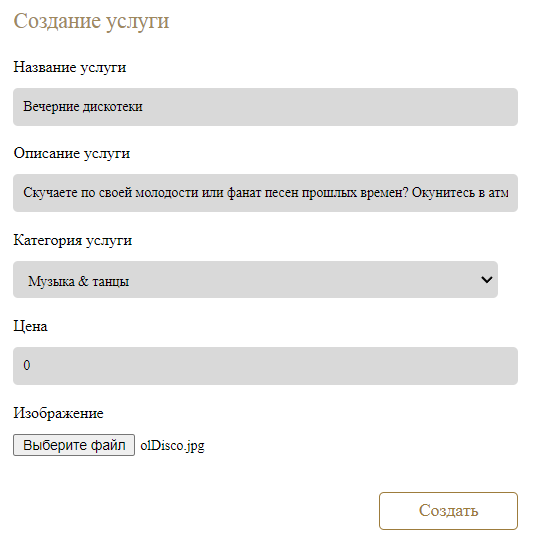 Создание услуги
Название услуги
Вечерние дискотеки
Описание услуги
Скучаете по своей молодости или фанат песен прошлых времен? Окунитесь в атм
Категория услуги
Музыка & танцы
Цена
0
Изображение
Выберите файл olDisco.jpg
Создать